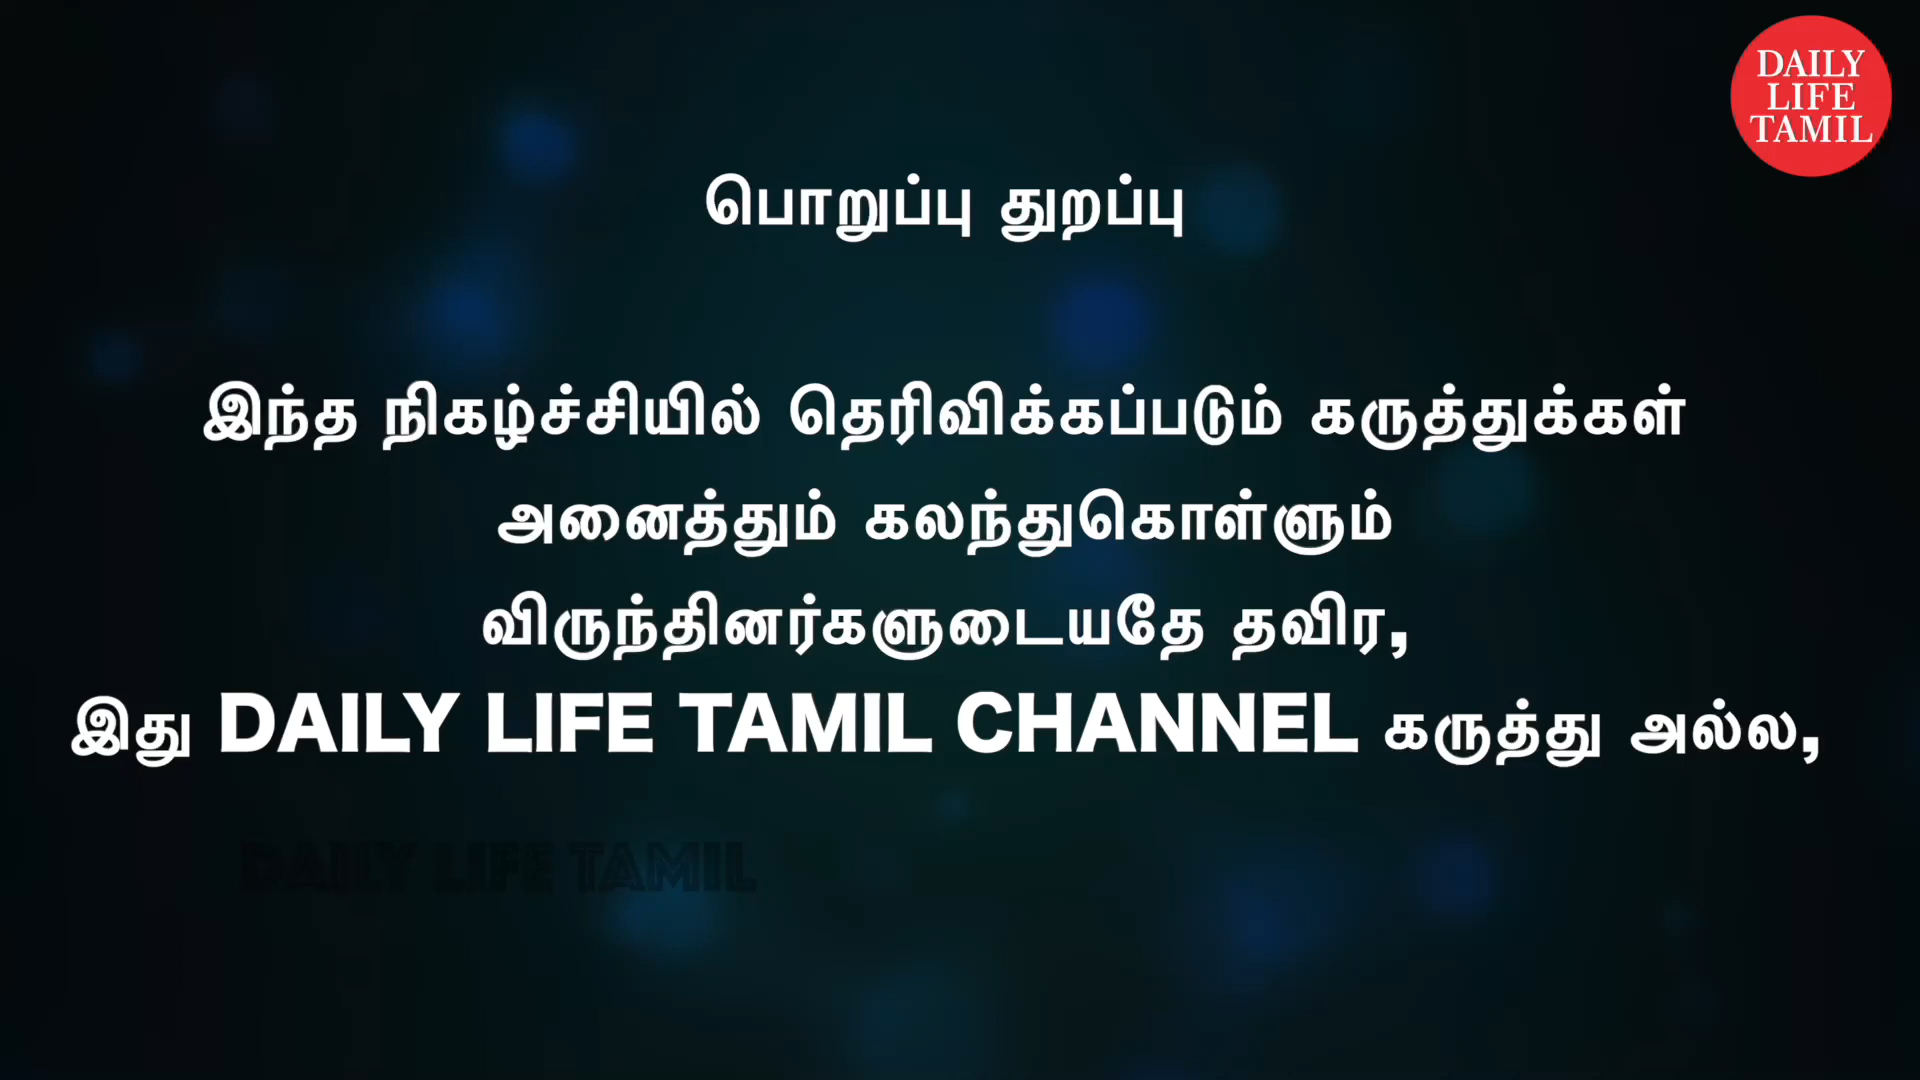 DAILY
LIFE
TAMIL
பொறுப்பு துறப்பு
இந்த நிகழ்ச்சியில் தெரிவிக்கப்படும் கருத்துக்கள்
அனைத்தும் கலந்துகொள்ளும்
விருந்தினர்களுடையதே தவிர,
இது DAILY LIFE TAMIL CHANNEL கருத்து அல்ல,
DAILY LIFE TAMIL